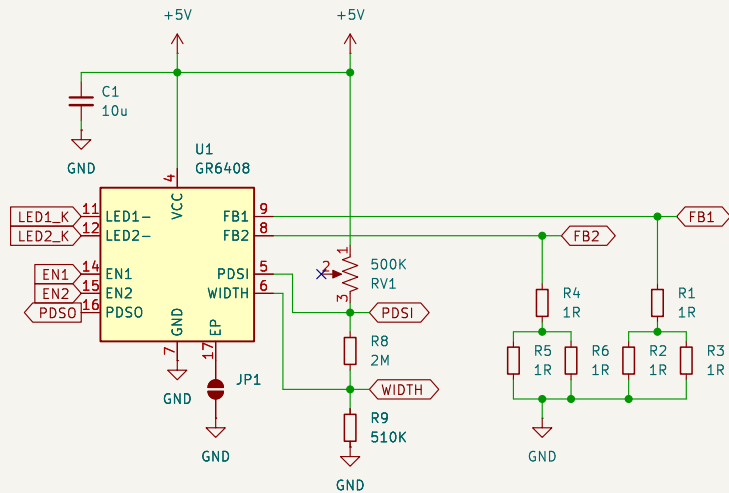 +5V
+5V
C1
10u
GND
U1
GR6408
4
VCC
LED1_K
11
LED1-
FB1
9
FB1
LED2_K
12
LED2-
FB2
8
FB2
EN1
14
EN1
PDSI
5
EN2
15
EN2
WIDTH
6
PDSO
16
PDSO
GND
EP
7
17
GND
JP1
GND
1
2
3
500K
RV1
PDSI
R8
2M
WIDTH
R9
510K
GND
R4
1R
R1
1R
R5
1R
R6
1R
R2
1R
R3
1R
GND